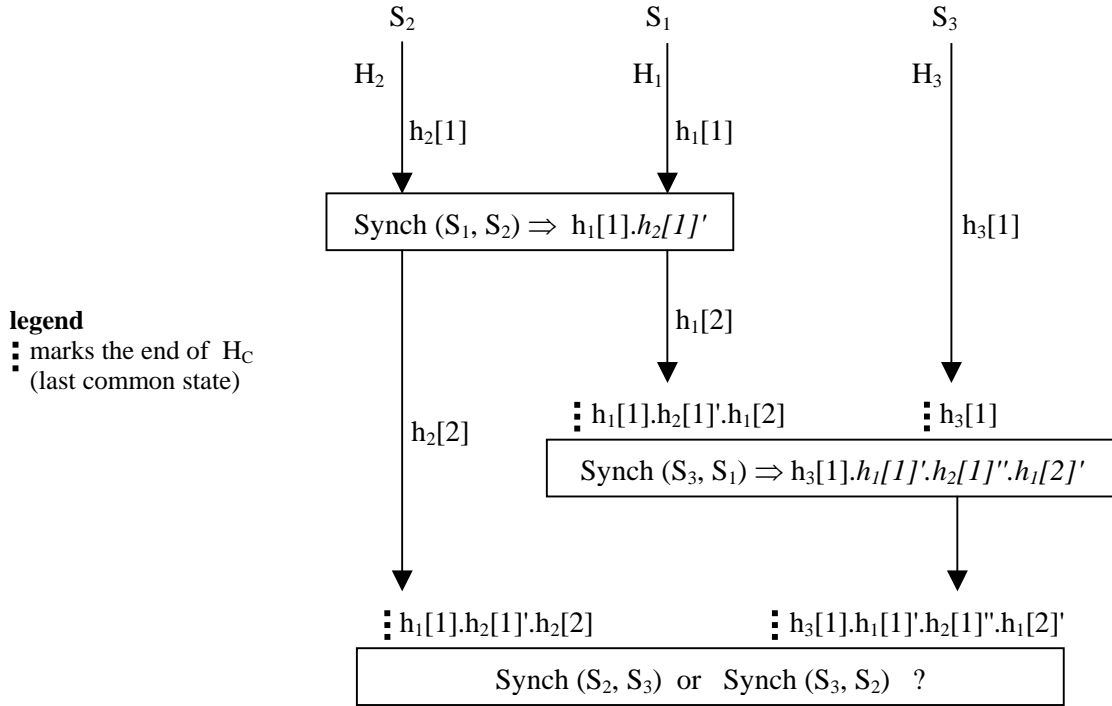 S₂ S₁ S₃
H₂ H₁ H₃
h₂[1] h₁[1]
Synch (S₁, S₂) ⇒ h₁[1].h₂[1]'
h₃[1]
h₁[2]
legend
⋮ marks the end of H_C
(last common state)
h₂[2]
⋮ h₁[1].h₂[1]'.h₁[2] ⋮ h₃[1]
Synch (S₃, S₁) ⇒ h₃[1].h₁[1]'.h₂[1]''.h₁[2]'
⋮ h₁[1].h₂[1]'.h₂[2] ⋮ h₃[1].h₁[1]'.h₂[1]''.h₁[2]'
Synch (S₂, S₃) or Synch (S₃, S₂) ?